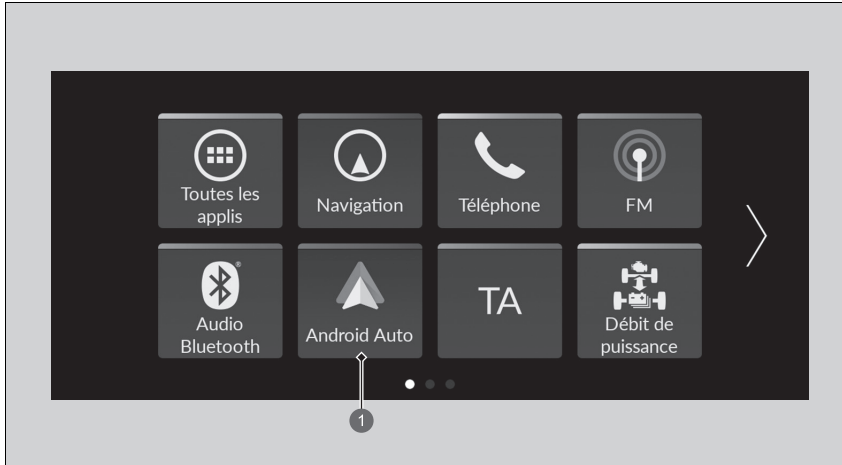 Toutes les
applis
Navigation
Téléphone
FM
Audio
Bluetooth
Android Auto
TA
Débit de
puissance
1